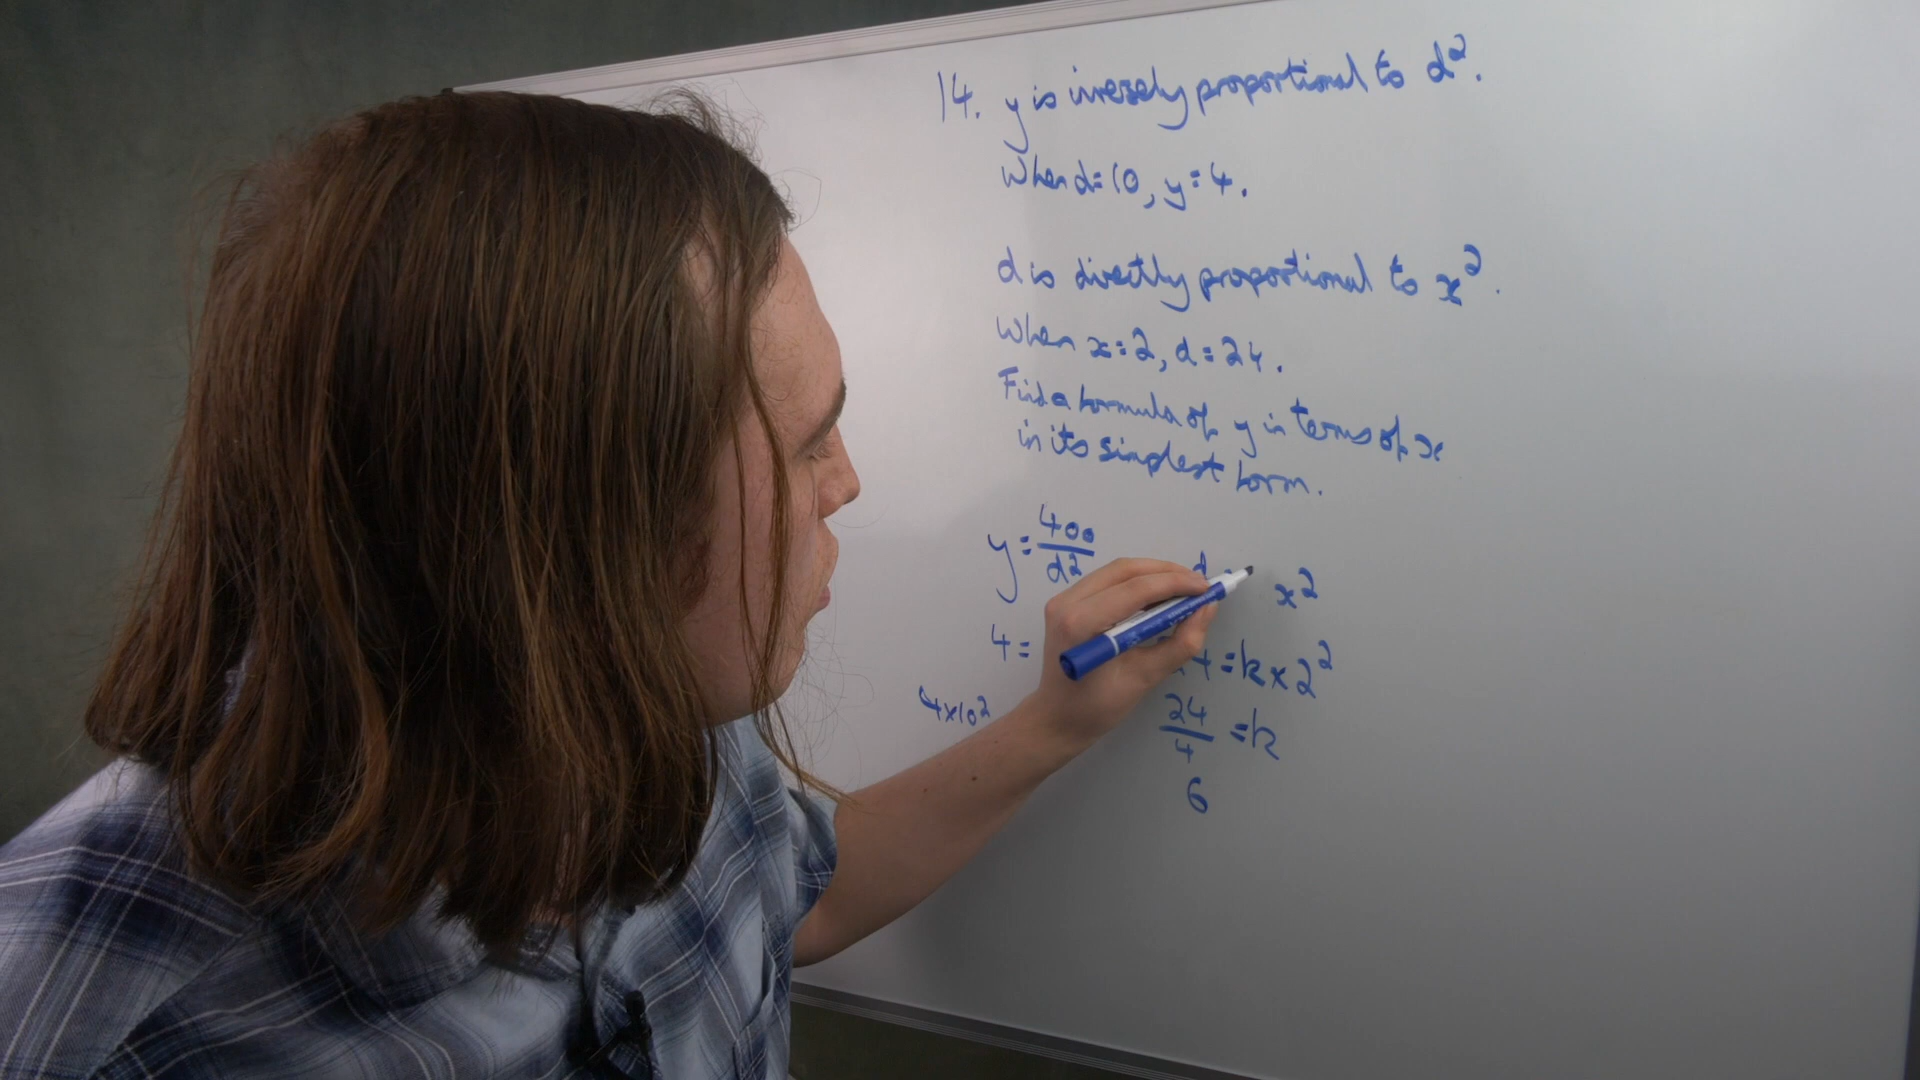 14. y is inversely proportional to d².
When d=10, y=4.
d is directly proportional to x².
When x=2, d=24.
Find a formula of y in terms of x
in its simplest form.
y = 400/d²
d = x²
4 =
4 = k×2²
4×10²
24/4 = k
6